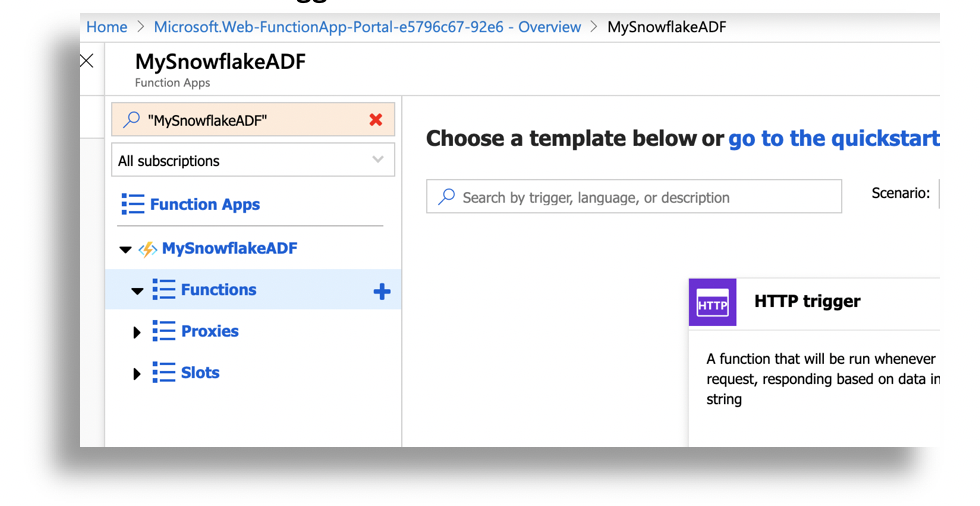 Home > Microsoft.Web-FunctionApp-Portal-e5796c67-92e6 - Overview > MySnowflakeADF
MySnowflakeADF
Function Apps
"MySnowflakeADF"
All subscriptions
Function Apps
MySnowflakeADF
Functions
Proxies
Slots
Choose a template below or go to the quickstart
Search by trigger, language, or description
Scenario:
HTTP
HTTP trigger
A function that will be run whenever
request, responding based on data in
string